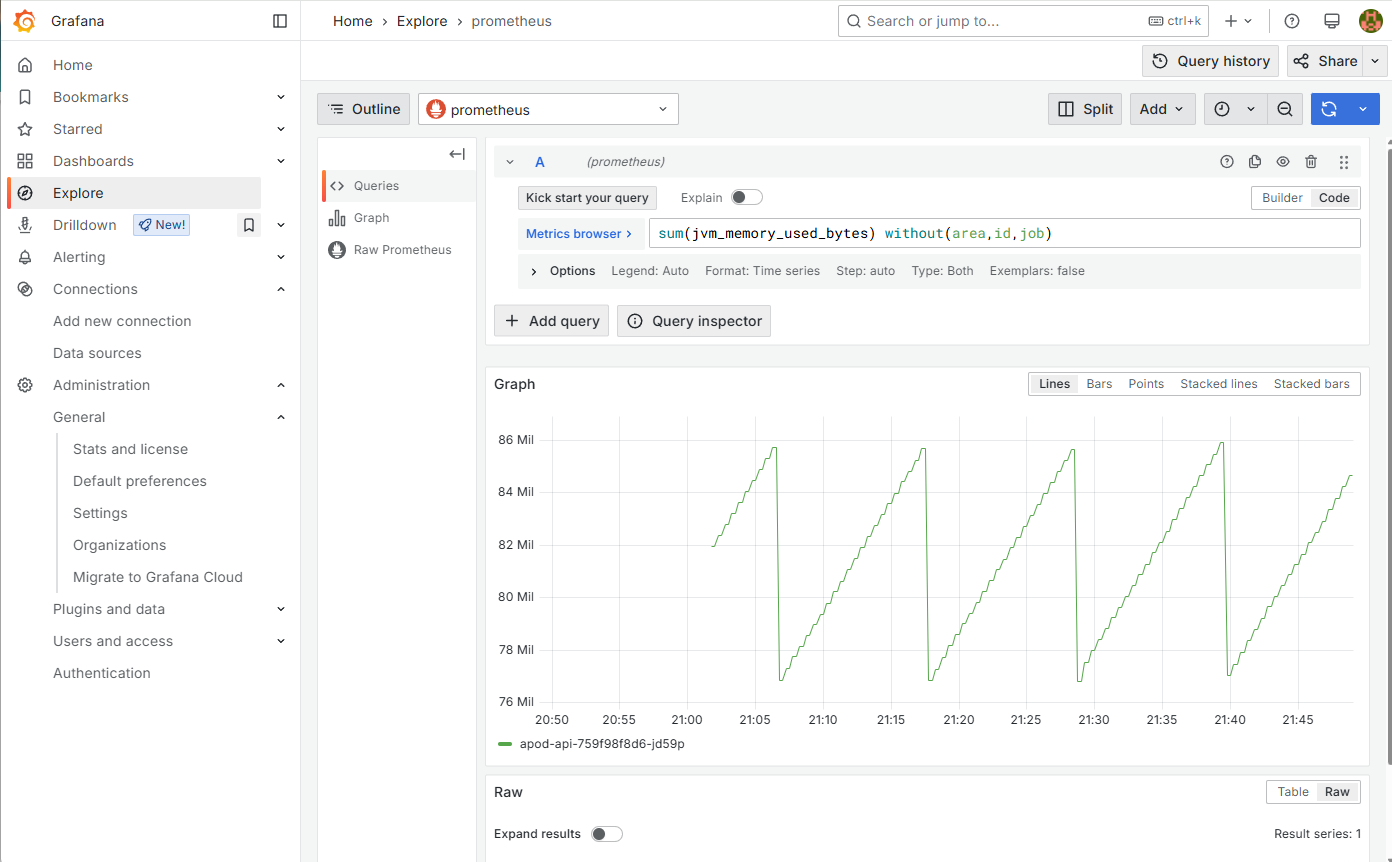 Grafana
Home › Explore › prometheus
Search or jump to... ctrl+k
Query history
Share
Home
Bookmarks
Starred
Dashboards
Explore
Drilldown New!
Alerting
Connections
Add new connection
Data sources
Administration
General
Stats and license
Default preferences
Settings
Organizations
Migrate to Grafana Cloud
Plugins and data
Users and access
Authentication
Outline
prometheus
Split
Add
Queries
Graph
Raw Prometheus
A (prometheus)
Kick start your query
Explain
Builder Code
Metrics browser >
sum(jvm_memory_used_bytes) without(area,id,job)
Options Legend: Auto Format: Time series Step: auto Type: Both Exemplars: false
+ Add query
Query inspector
Graph
Lines Bars Points Stacked lines Stacked bars
86 Mil
84 Mil
82 Mil
80 Mil
78 Mil
76 Mil
20:50 20:55 21:00 21:05 21:10 21:15 21:20 21:25 21:30 21:35 21:40 21:45
apod-api-759f98f8d6-jd59p
Raw
Table Raw
Expand results
Result series: 1